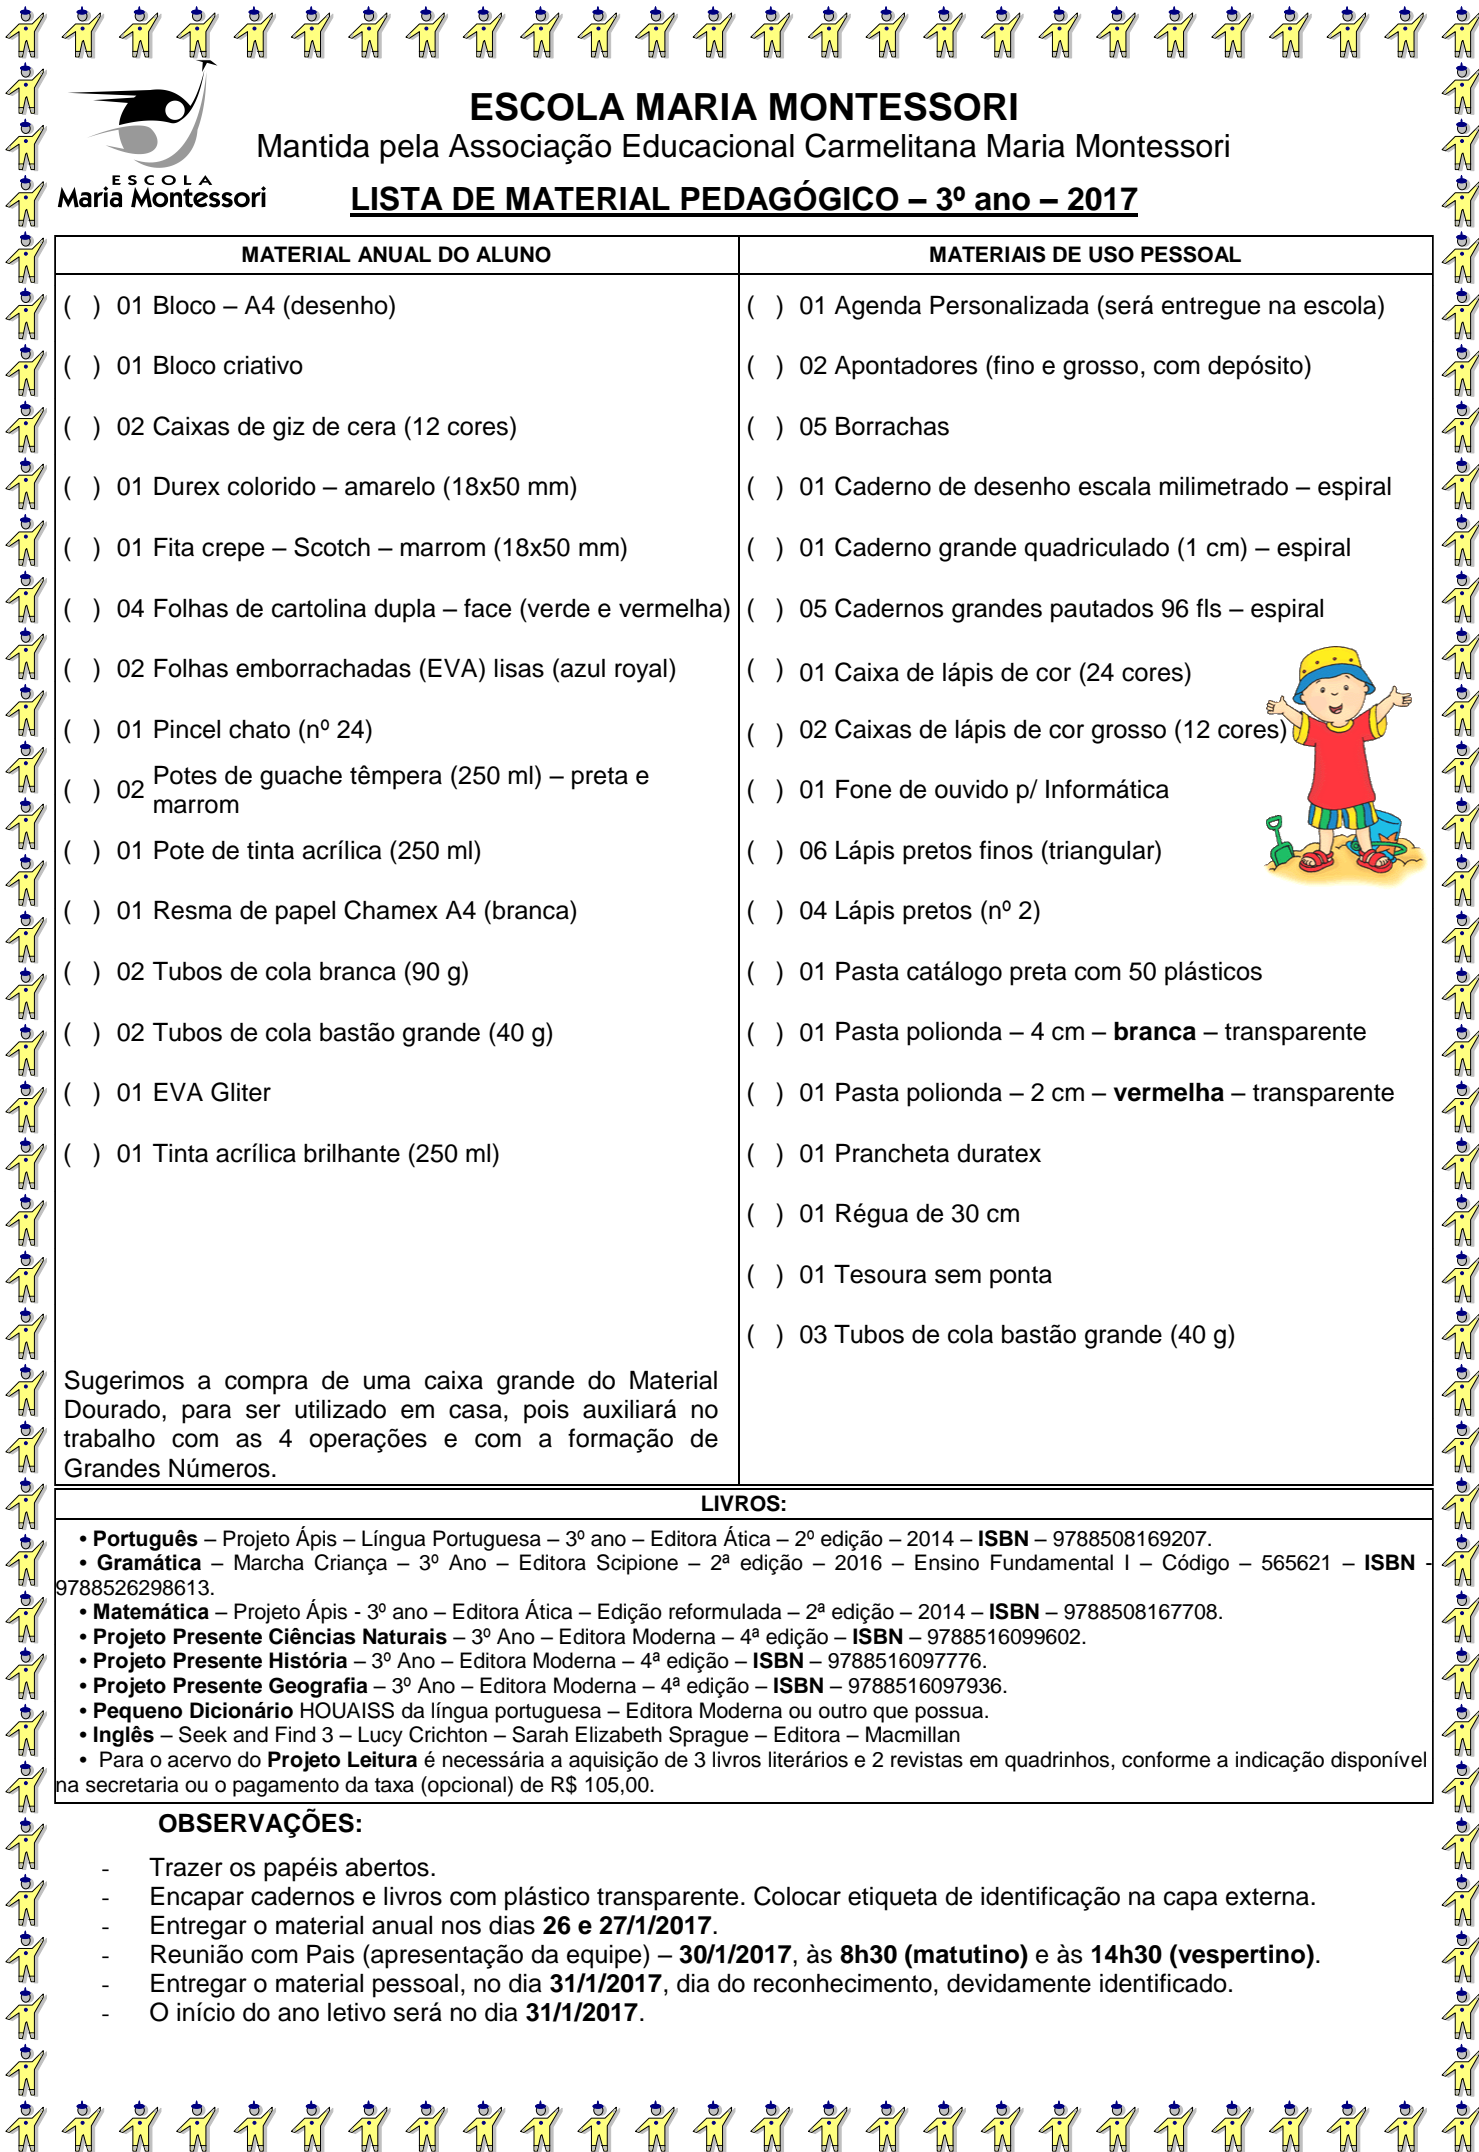 ESCOLA MARIA MONTESSORI
Mantida pela Associação Educacional Carmelitana Maria Montessori
ESCOLA
Maria Montessori
LISTA DE MATERIAL PEDAGÓGICO – 3º ano – 2017
MATERIAL ANUAL DO ALUNO
( ) 01 Bloco – A4 (desenho)
( ) 01 Bloco criativo
( ) 02 Caixas de giz de cera (12 cores)
( ) 01 Durex colorido – amarelo (18x50 mm)
( ) 01 Fita crepe – Scotch – marrom (18x50 mm)
( ) 04 Folhas de cartolina dupla – face (verde e vermelha)
( ) 02 Folhas emborrachadas (EVA) lisas (azul royal)
( ) 01 Pincel chato (nº 24)
( ) 02 Potes de guache têmpera (250 ml) – preta e
marrom
( ) 01 Pote de tinta acrílica (250 ml)
( ) 01 Resma de papel Chamex A4 (branca)
( ) 02 Tubos de cola branca (90 g)
( ) 02 Tubos de cola bastão grande (40 g)
( ) 01 EVA Gliter
( ) 01 Tinta acrílica brilhante (250 ml)
Sugerimos a compra de uma caixa grande do Material
Dourado, para ser utilizado em casa, pois auxiliará no
trabalho com as 4 operações e com a formação de
Grandes Números.
MATERIAIS DE USO PESSOAL
( ) 01 Agenda Personalizada (será entregue na escola)
( ) 02 Apontadores (fino e grosso, com depósito)
( ) 05 Borrachas
( ) 01 Caderno de desenho escala milimetrado – espiral
( ) 01 Caderno grande quadriculado (1 cm) – espiral
( ) 05 Cadernos grandes pautados 96 fls – espiral
( ) 01 Caixa de lápis de cor (24 cores)
( ) 02 Caixas de lápis de cor grosso (12 cores)
( ) 01 Fone de ouvido p/ Informática
( ) 06 Lápis pretos finos (triangular)
( ) 04 Lápis pretos (nº 2)
( ) 01 Pasta catálogo preta com 50 plásticos
( ) 01 Pasta polionda – 4 cm – branca – transparente
( ) 01 Pasta polionda – 2 cm – vermelha – transparente
( ) 01 Prancheta duratex
( ) 01 Régua de 30 cm
( ) 01 Tesoura sem ponta
( ) 03 Tubos de cola bastão grande (40 g)
LIVROS:
• Português – Projeto Ápis – Língua Portuguesa – 3º ano – Editora Ática – 2º edição – 2014 – ISBN – 9788508169207.
• Gramática – Marcha Criança – 3º Ano – Editora Scipione – 2ª edição – 2016 – Ensino Fundamental I – Código – 565621 – ISBN -
9788526298613.
• Matemática – Projeto Ápis - 3º ano – Editora Ática – Edição reformulada – 2ª edição – 2014 – ISBN – 9788508167708.
• Projeto Presente Ciências Naturais – 3º Ano – Editora Moderna – 4ª edição – ISBN – 9788516099602.
• Projeto Presente História – 3º Ano – Editora Moderna – 4ª edição – ISBN – 9788516097776.
• Projeto Presente Geografia – 3º Ano – Editora Moderna – 4ª edição – ISBN – 9788516097936.
• Pequeno Dicionário HOUAISS da língua portuguesa – Editora Moderna ou outro que possua.
• Inglês – Seek and Find 3 – Lucy Crichton – Sarah Elizabeth Sprague – Editora – Macmillan
• Para o acervo do Projeto Leitura é necessária a aquisição de 3 livros literários e 2 revistas em quadrinhos, conforme a indicação disponível
na secretaria ou o pagamento da taxa (opcional) de R$ 105,00.
OBSERVAÇÕES:
- Trazer os papéis abertos.
- Encapar cadernos e livros com plástico transparente. Colocar etiqueta de identificação na capa externa.
- Entregar o material anual nos dias 26 e 27/1/2017.
- Reunião com Pais (apresentação da equipe) – 30/1/2017, às 8h30 (matutino) e às 14h30 (vespertino).
- Entregar o material pessoal, no dia 31/1/2017, dia do reconhecimento, devidamente identificado.
- O início do ano letivo será no dia 31/1/2017.